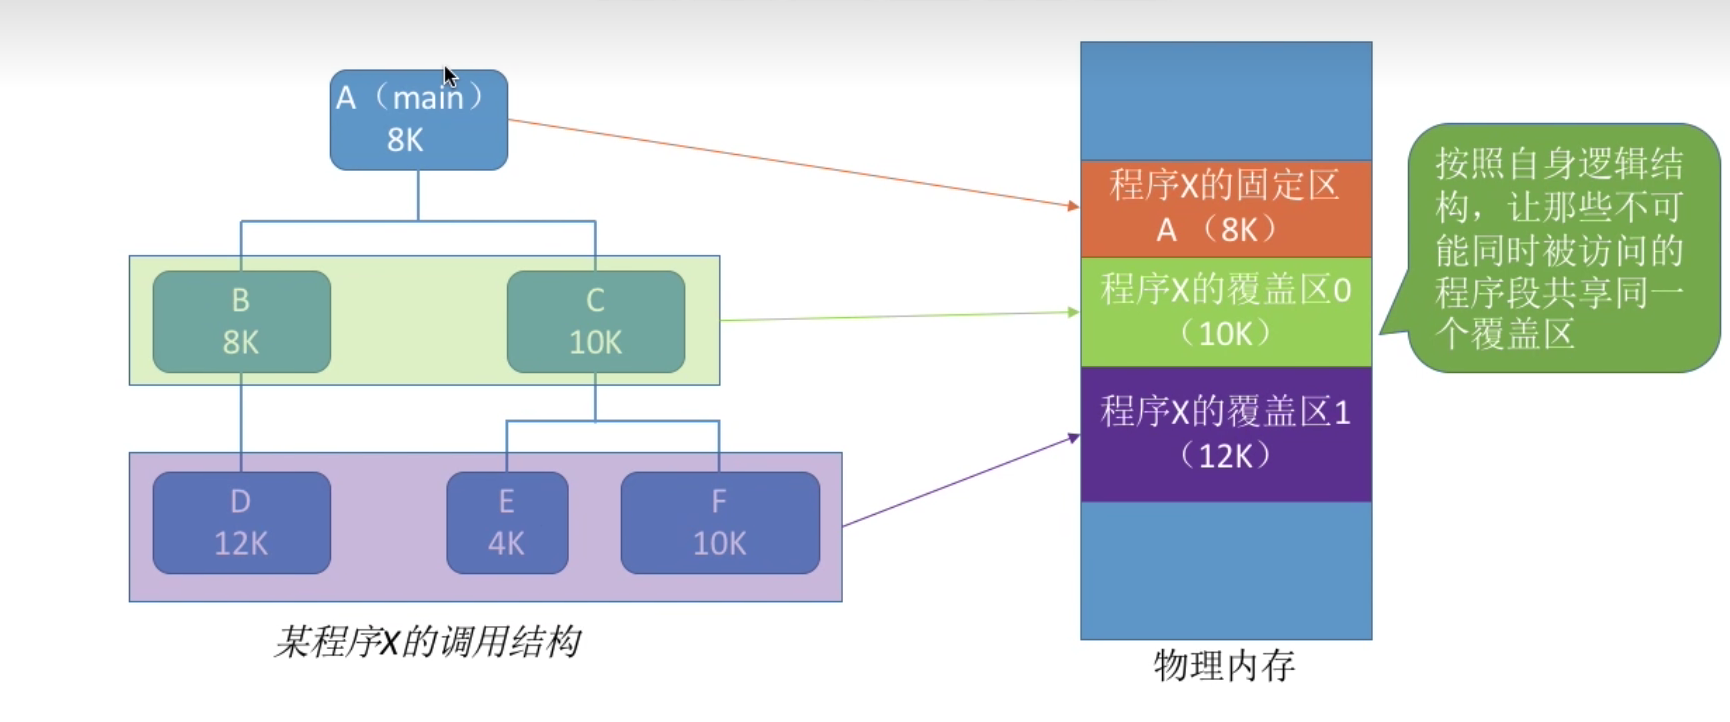 A（main）
8K
B
8K
C
10K
D
12K
E
4K
F
10K
某程序X的调用结构
程序X的固定区
A （8K）
程序X的覆盖区0
（10K）
程序X的覆盖区1
（12K）
物理内存
按照自身逻辑结
构，让那些不可
能同时被访问的
程序段共享同一
个覆盖区